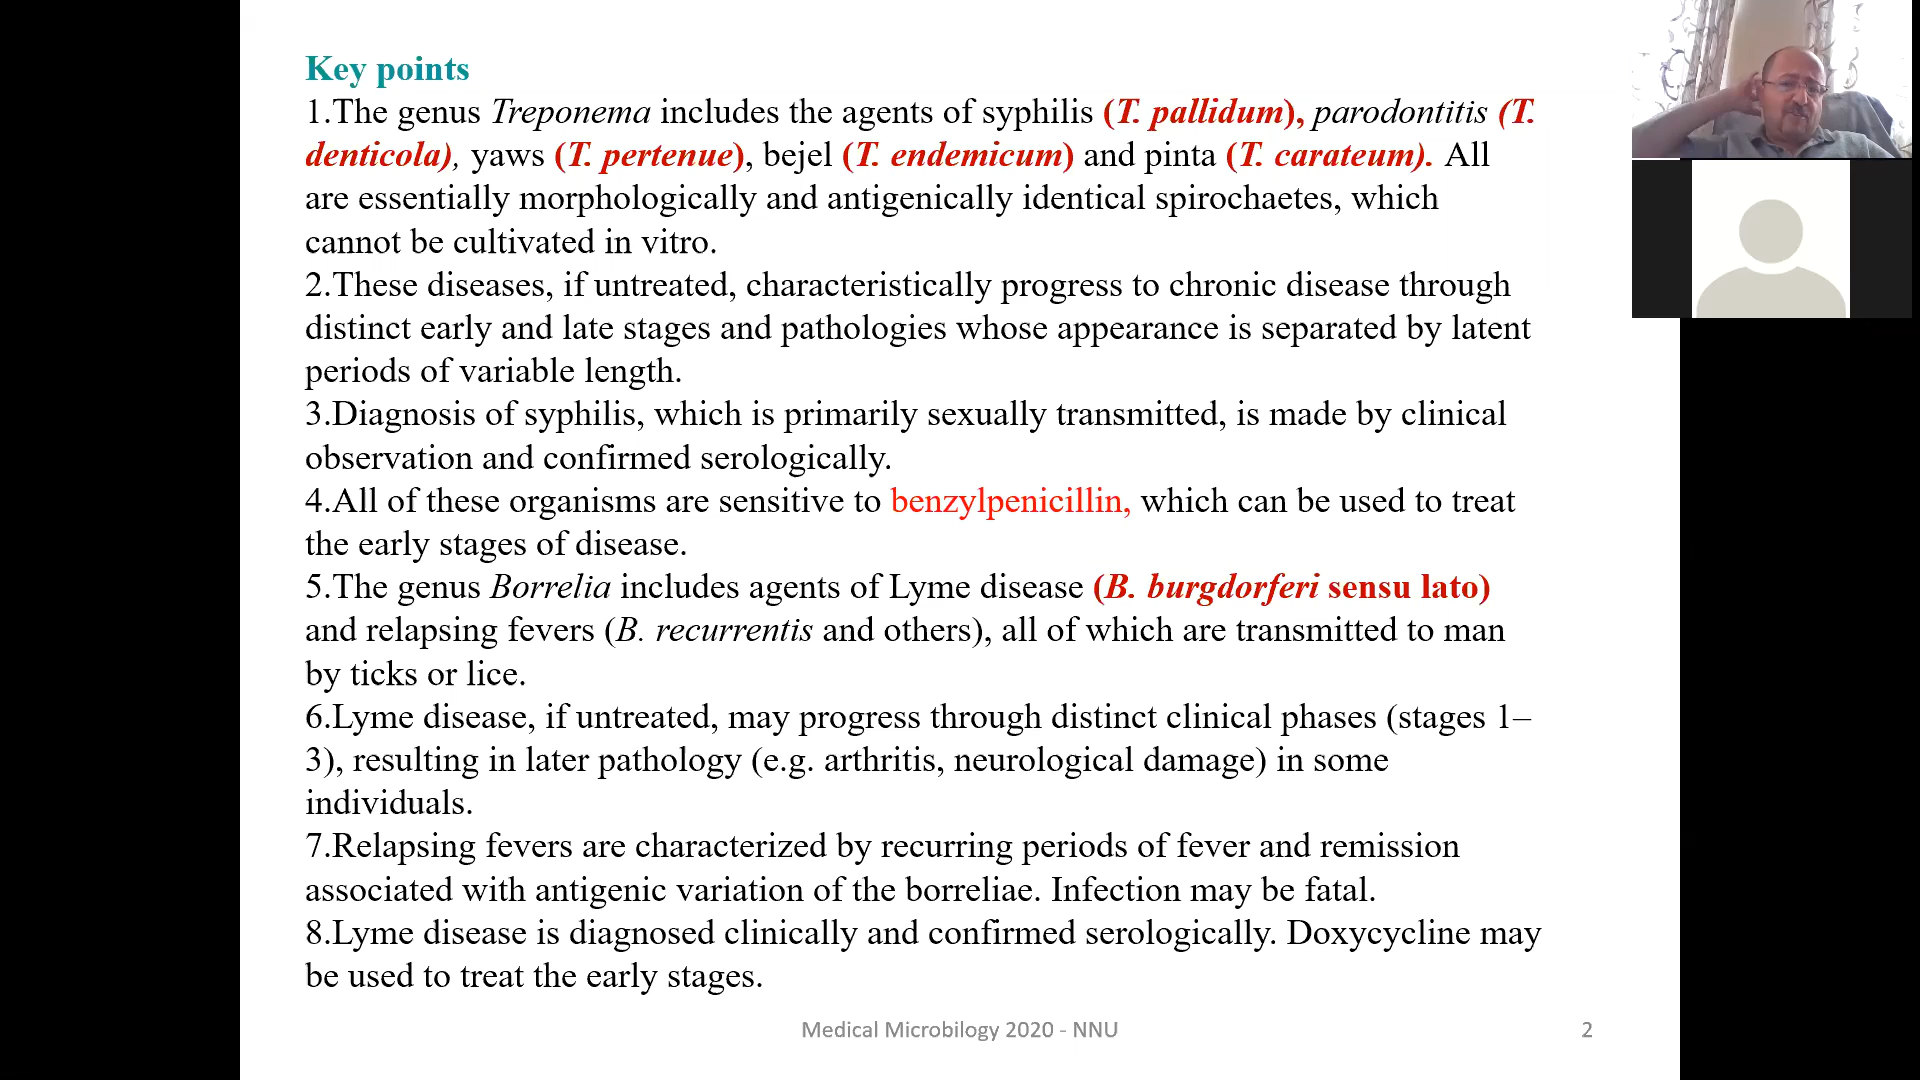 Key points
1.The genus Treponema includes the agents of syphilis (T. pallidum), parodontitis (T.
denticola), yaws (T. pertenue), bejel (T. endemicum) and pinta (T. carateum). All
are essentially morphologically and antigenically identical spirochaetes, which
cannot be cultivated in vitro.
2.These diseases, if untreated, characteristically progress to chronic disease through
distinct early and late stages and pathologies whose appearance is separated by latent
periods of variable length.
3.Diagnosis of syphilis, which is primarily sexually transmitted, is made by clinical
observation and confirmed serologically.
4.All of these organisms are sensitive to benzylpenicillin, which can be used to treat
the early stages of disease.
5.The genus Borrelia includes agents of Lyme disease (B. burgdorferi sensu lato)
and relapsing fevers (B. recurrentis and others), all of which are transmitted to man
by ticks or lice.
6.Lyme disease, if untreated, may progress through distinct clinical phases (stages 1–
3), resulting in later pathology (e.g. arthritis, neurological damage) in some
individuals.
7.Relapsing fevers are characterized by recurring periods of fever and remission
associated with antigenic variation of the borreliae. Infection may be fatal.
8.Lyme disease is diagnosed clinically and confirmed serologically. Doxycycline may
be used to treat the early stages.
Medical Microbilogy 2020 - NNU
2